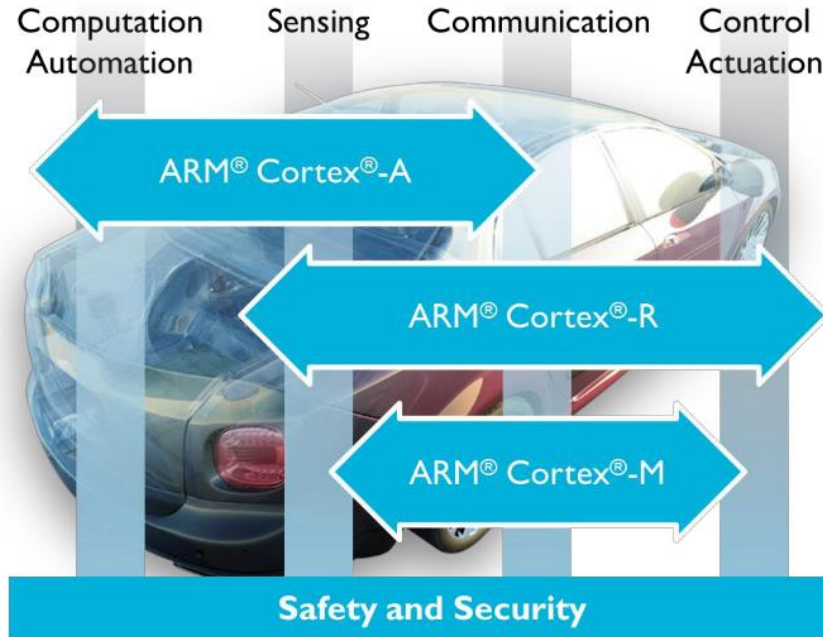 Computation Automation
Sensing
Communication
Control Actuation
ARM® Cortex®-A
ARM® Cortex®-R
ARM® Cortex®-M
Safety and Security